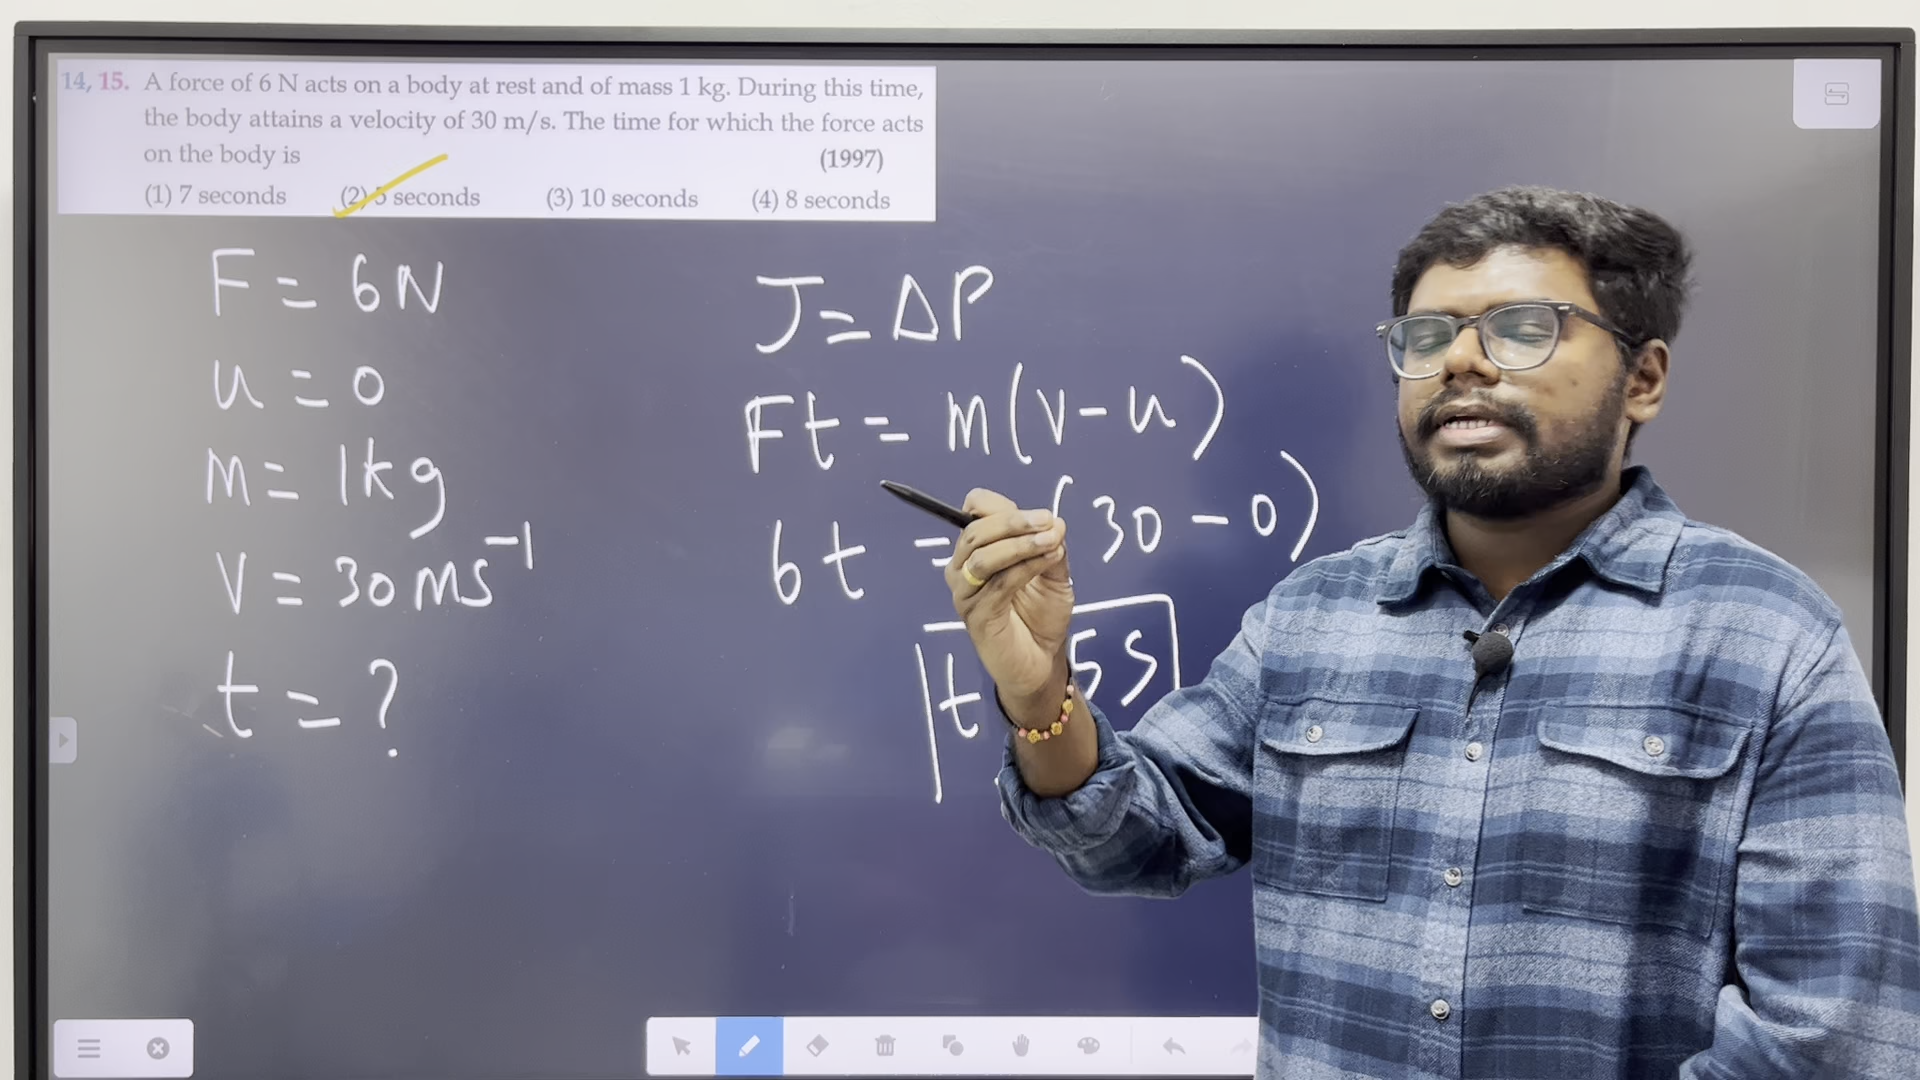 14, 15. A force of 6 N acts on a body at rest and of mass 1 kg. During this time,
the body attains a velocity of 30 m/s. The time for which the force acts
on the body is (1997)
(1) 7 seconds (2) 5 seconds (3) 10 seconds (4) 8 seconds
F = 6N
u = 0
m = 1kg
v = 30ms⁻¹
t = ?
J = ΔP
Ft = m(v-u)
6t = (30-0)
t 5s